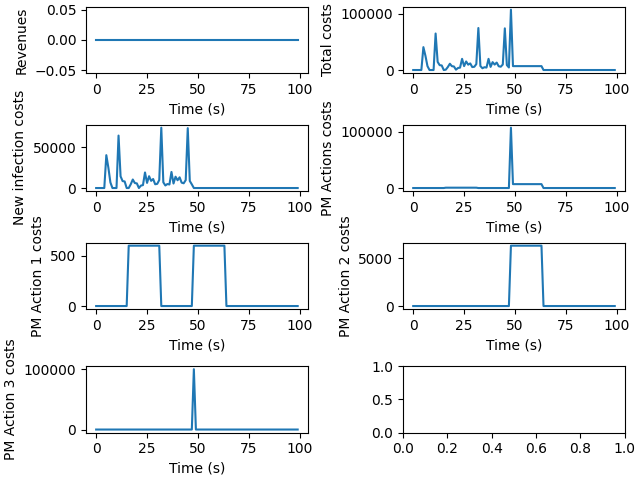 Revenues
0.05
0.00
−0.05
0 25 50 75 100
Time (s)
Total costs
100000
0
0 25 50 75 100
Time (s)
New infection costs
50000
0
0 25 50 75 100
Time (s)
PM Actions costs
100000
0
0 25 50 75 100
Time (s)
PM Action 1 costs
500
0
0 25 50 75 100
Time (s)
PM Action 2 costs
5000
0
0 25 50 75 100
Time (s)
PM Action 3 costs
100000
0
0 25 50 75 100
Time (s)
1.0
0.5
0.0
0.0 0.2 0.4 0.6 0.8 1.0